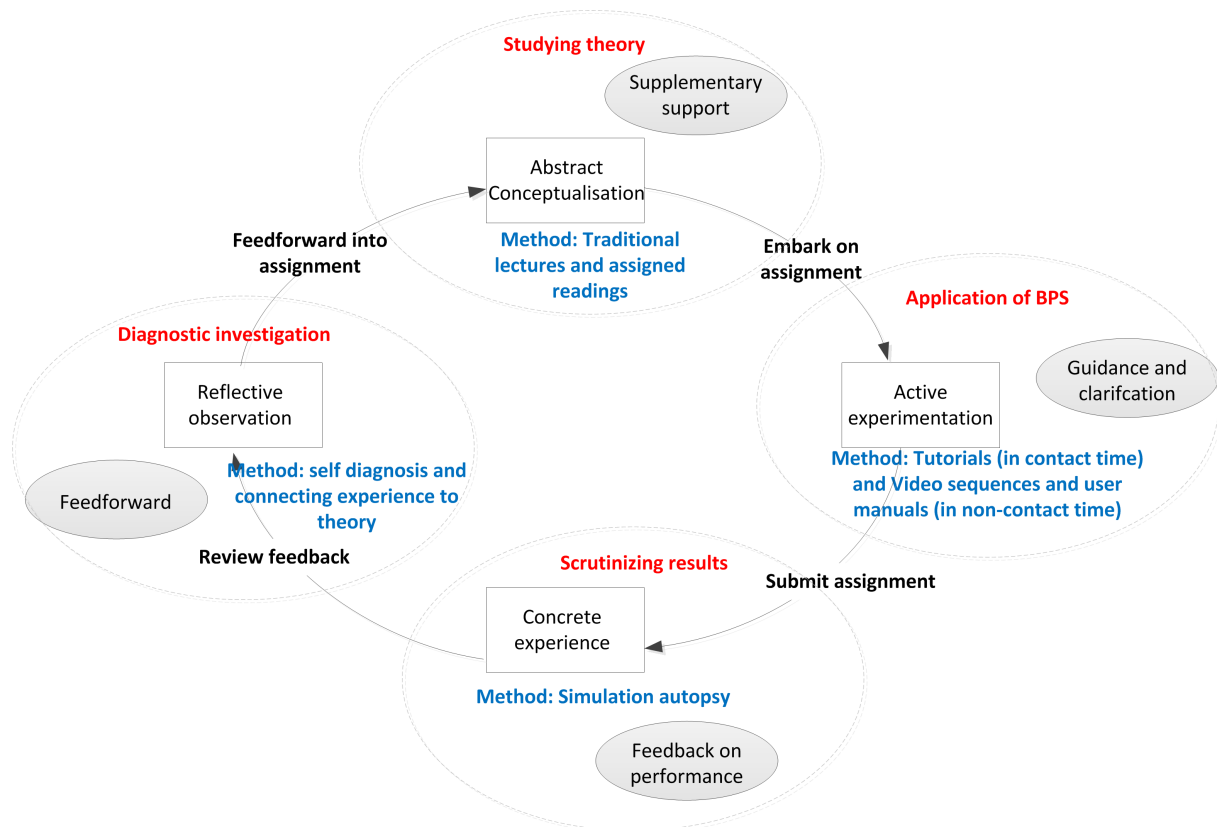 Studying theory
Supplementary
support
Abstract
Conceptualisation
Method: Traditional
lectures and assigned
readings
Feedforward into
assignment
Embark on
assignment
Application of BPS
Guidance and
clarifcation
Active
experimentation
Method: Tutorials (in contact time)
and Video sequences and user
manuals (in non-contact time)
Diagnostic investigation
Reflective
observation
Method: self diagnosis and
connecting experience to
theory
Feedforward
Review feedback
Submit assignment
Scrutinizing results
Concrete
experience
Method: Simulation autopsy
Feedback on
performance